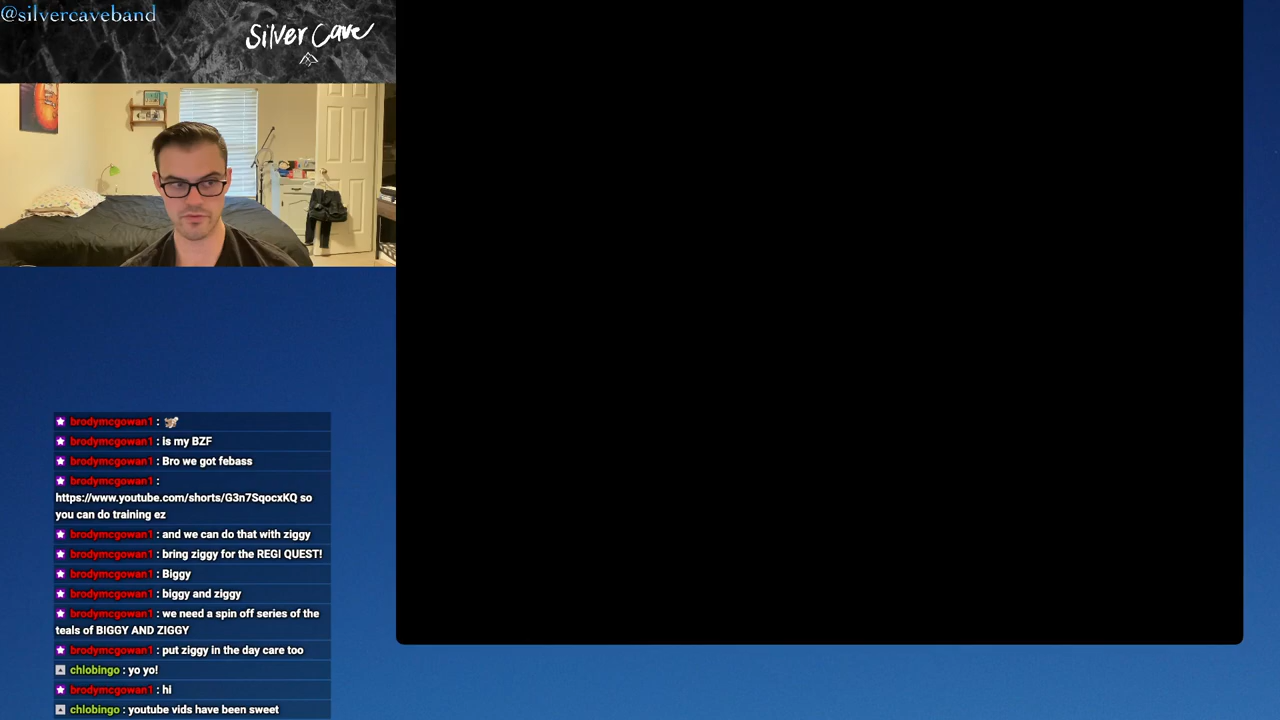 @silvercaveband
Silver Cave
brodymcgowan1 :
brodymcgowan1 : is my BZF
brodymcgowan1 : Bro we got febass
brodymcgowan1 :
https://www.youtube.com/shorts/G3n7SqocxKQ so
you can do training ez
brodymcgowan1 : and we can do that with ziggy
brodymcgowan1 : bring ziggy for the REGI QUEST!
brodymcgowan1 : Biggy
brodymcgowan1 : biggy and ziggy
brodymcgowan1 : we need a spin off series of the
teals of BIGGY AND ZIGGY
brodymcgowan1 : put ziggy in the day care too
chlobingo : yo yo!
brodymcgowan1 : hi
chlobingo : youtube vids have been sweet